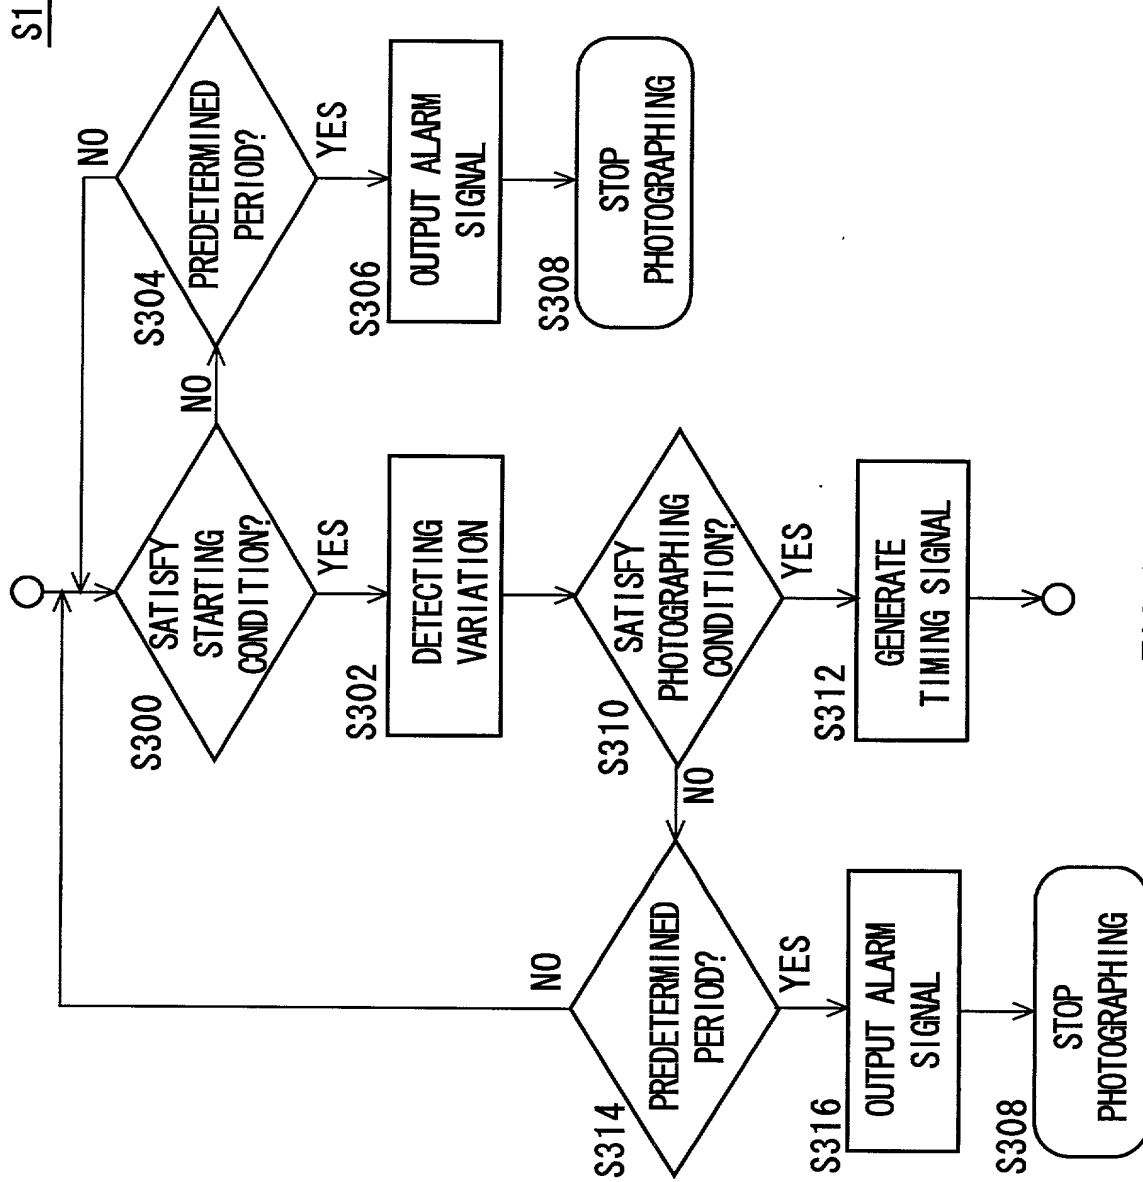 S1
S300
SATISFY
STARTING
CONDITION?
NO
YES
S304
PREDETERMINED
PERIOD?
NO
YES
S306
OUTPUT ALARM
SIGNAL
S308
STOP
PHOTOGRAPHING
S302
DETECTING
VARIATION
S310
SATISFY
PHOTOGRAPHING
CONDITION?
NO
YES
S312
GENERATE
TIMING SIGNAL
S314
PREDETERMINED
PERIOD?
NO
YES
S316
OUTPUT ALARM
SIGNAL
S308
STOP
PHOTOGRAPHING